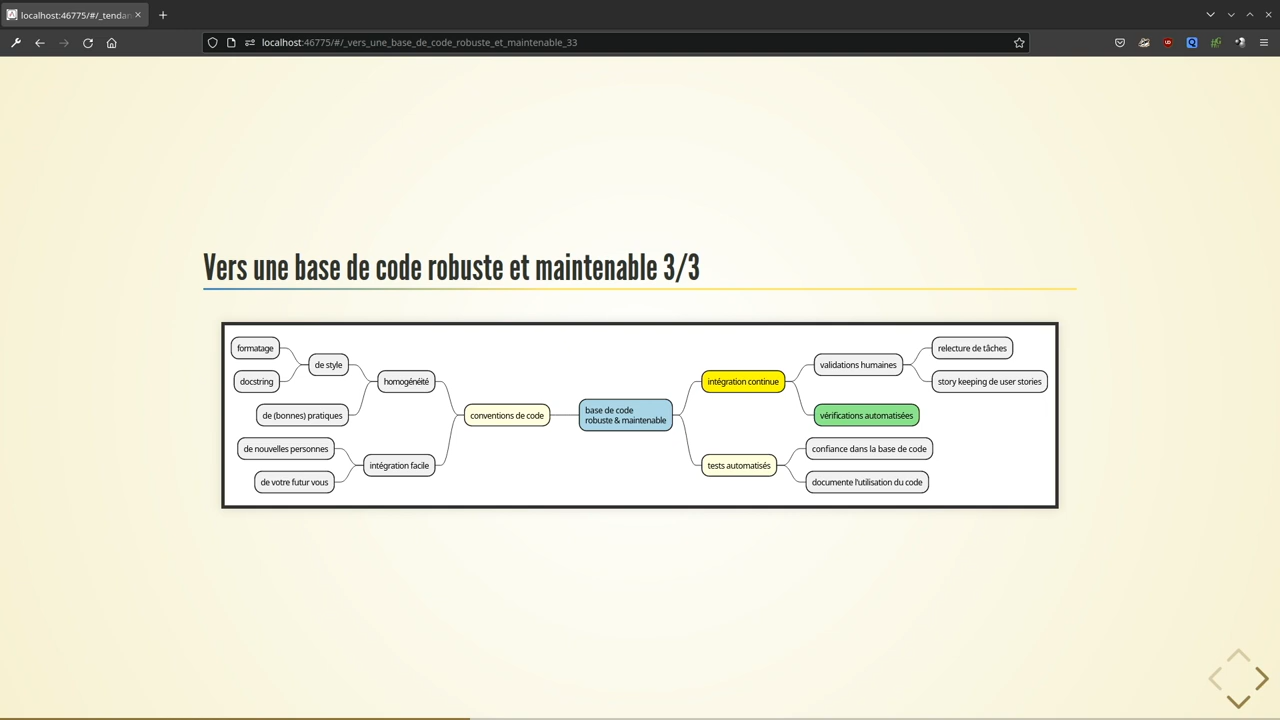 localhost:46775/#/_tendan
localhost:46775/#/_vers_une_base_de_code_robuste_et_maintenable_33
Vers une base de code robuste et maintenable 3/3
formatage
docstring
de style
de (bonnes) pratiques
homogénéité
de nouvelles personnes
de votre futur vous
intégration facile
conventions de code
base de code
robuste & maintenable
intégration continue
validations humaines
relecture de tâches
story keeping de user stories
vérifications automatisées
tests automatisés
confiance dans la base de code
documente l'utilisation du code